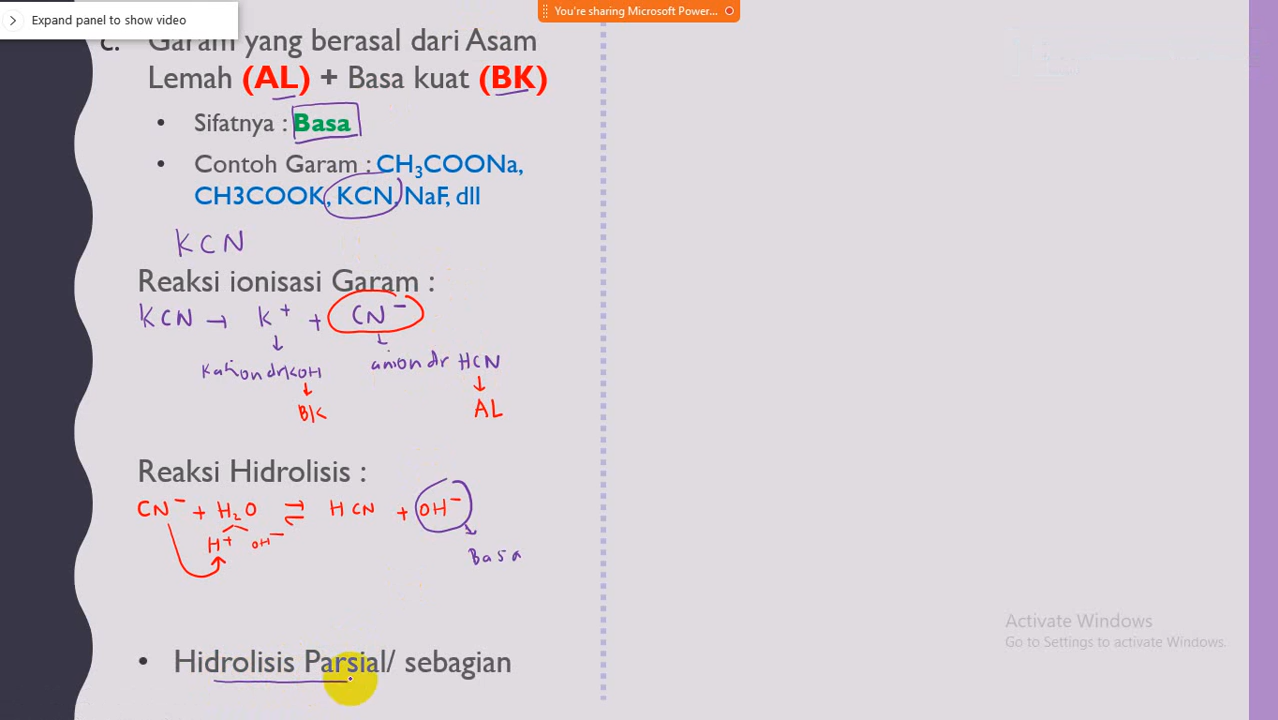 Expand panel to show video
You're sharing Microsoft Power...
c. Garam yang berasal dari Asam
Lemah (AL) + Basa kuat (BK)
• Sifatnya : Basa
• Contoh Garam : CH₃COONa,
CH3COOK, KCN, NaF, dll
KCN
Reaksi ionisasi Garam :
KCN → K⁺ + CN⁻
Kation dr KOH anion dr HCN
BK AL
Reaksi Hidrolisis :
CN⁻ + H₂O ⇌ HCN + OH⁻
H⁺ OH⁻
Basa
• Hidrolisis Parsial/ sebagian
Activate Windows
Go to Settings to activate Windows.